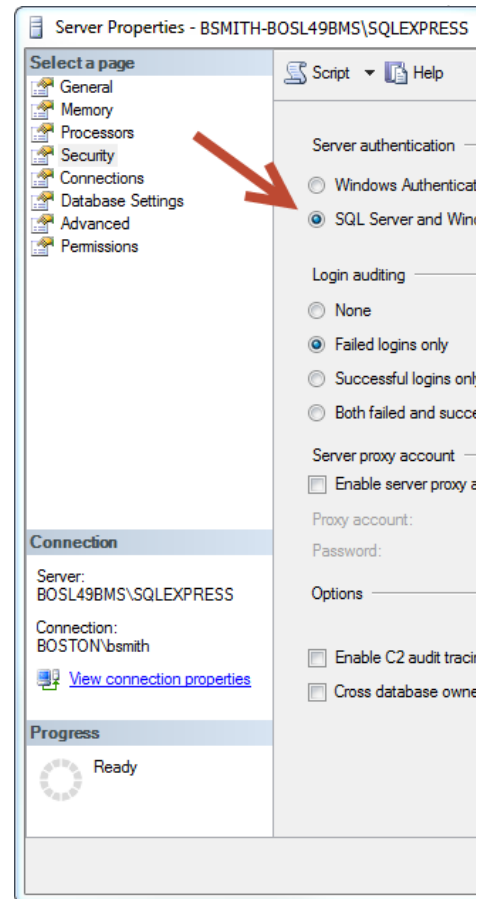 Server Properties - BSMITH-BOSL49BMS\SQLEXPRESS
Select a page
General
Memory
Processors
Security
Connections
Database Settings
Advanced
Permissions
Script
Help
Server authentication
Windows Authenticat
SQL Server and Wind
Login auditing
None
Failed logins only
Successful logins onl
Both failed and succe
Server proxy account
Enable server proxy a
Proxy account:
Password:
Options
Enable C2 audit tracin
Cross database owne
Connection
Server:
BOSL49BMS\SQLEXPRESS
Connection:
BOSTON\bsmith
View connection properties
Progress
Ready